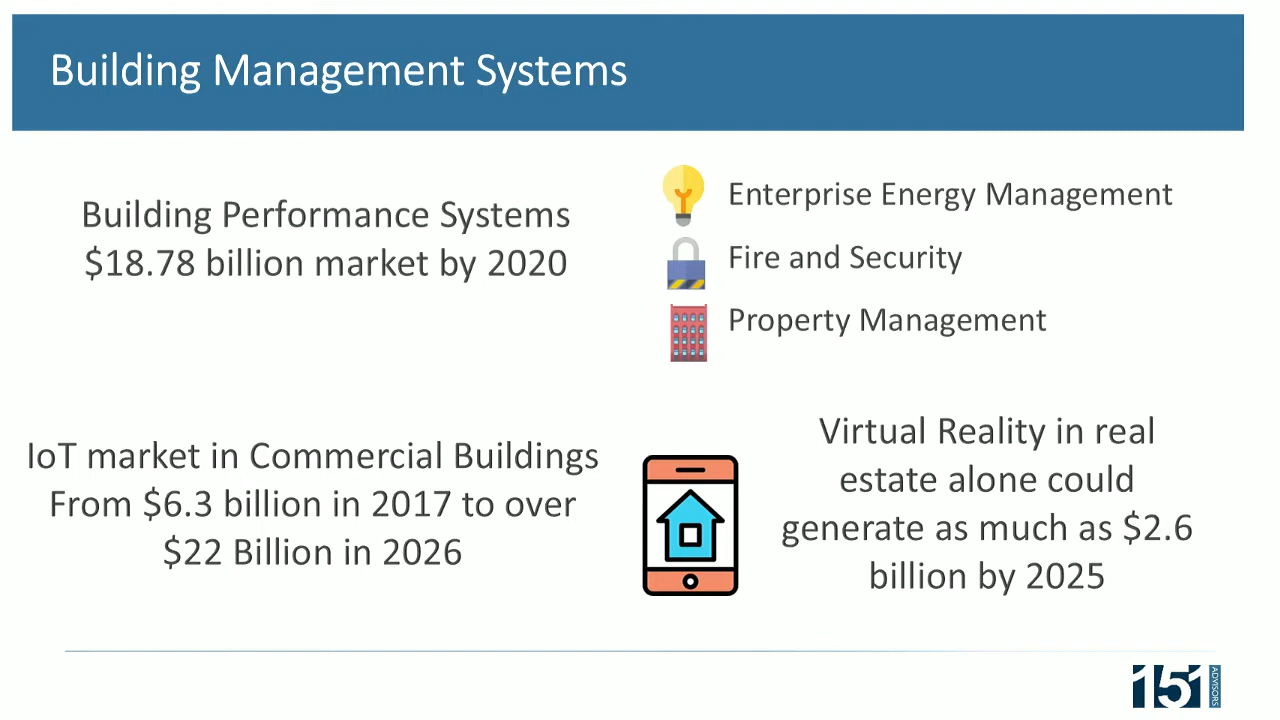 Building Management Systems
Building Performance Systems
$18.78 billion market by 2020
Enterprise Energy Management
Fire and Security
Property Management
IoT market in Commercial Buildings
From $6.3 billion in 2017 to over
$22 Billion in 2026
Virtual Reality in real
estate alone could
generate as much as $2.6
billion by 2025
151
ADVISORS